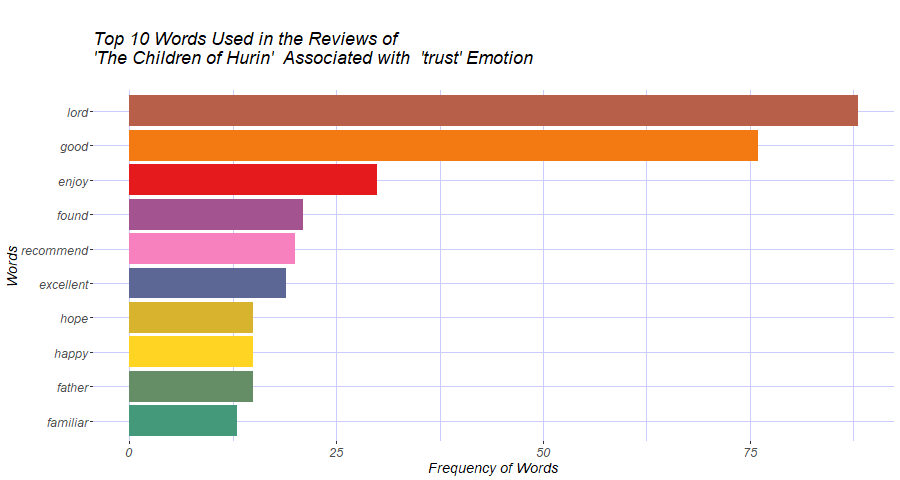 Top 10 Words Used in the Reviews of
'The Children of Hurin'  Associated with  'trust' Emotion
lord
good
enjoy
found
recommend
excellent
hope
happy
father
familiar
Words
0 25 50 75
Frequency of Words